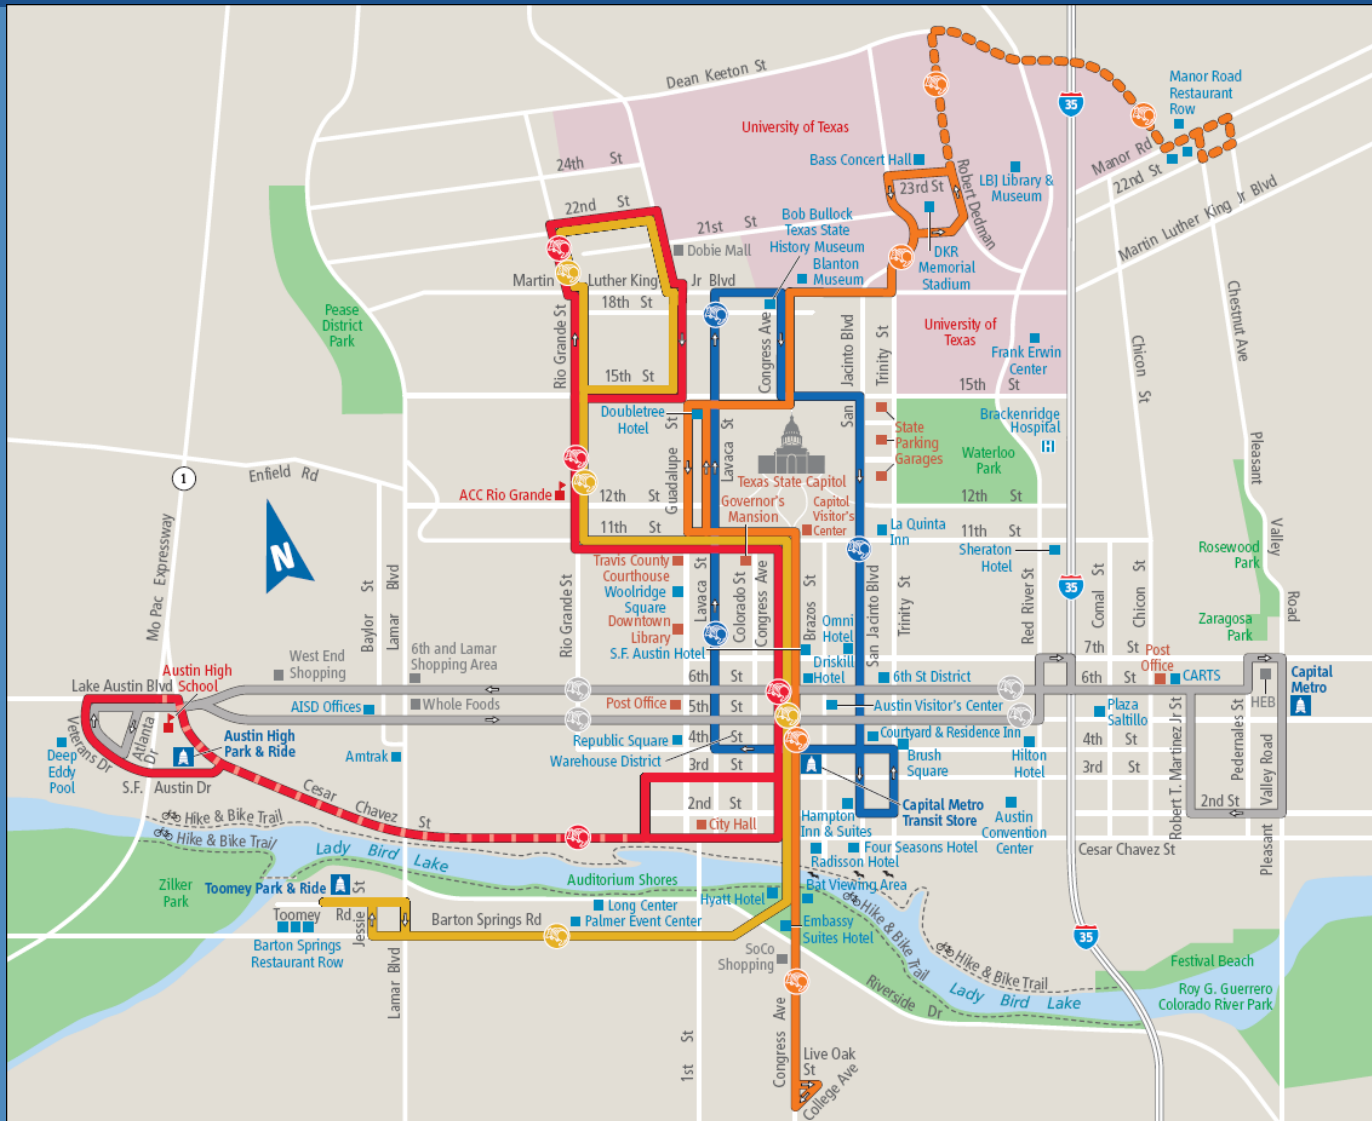 Dean Keeton St
35
Manor Road
Restaurant
Row
University of Texas
24th St
Bass Concert Hall
23rd St
Robert Dedman
LBJ Library &
Museum
Manor Rd
22nd St
Martin Luther King Jr Blvd
22nd St
21st St
Bob Bullock
Texas State
History Museum
Blanton
Museum
DKR
Memorial
Stadium
Dobie Mall
Martin Luther King Jr Blvd
18th St
Rio Grande St
Congress Ave
San Jacinto Blvd
Trinity St
University of
Texas
Frank Erwin
Center
Chestnut Ave
Chicon St
Pease
District
Park
15th St
15th St
Doubletree
Hotel
Guadalupe St
Lavaca St
State
Parking
Garages
Brackenridge
Hospital
H
Waterloo
Park
Texas State Capitol
1
Enfield Rd
ACC Rio Grande
12th St
Governor's
Mansion
Capitol
Visitor's
Center
12th St
11th St
La Quinta
Inn
11th St
Sheraton
Hotel
Pleasant Valley Road
N
Mo Pac Expressway
Baylor St
Lamar Blvd
Rio Grande St
Travis County
Courthouse
Woolridge
Square
Downtown
Library
S.F. Austin Hotel
Lavaca St
Colorado St
Congress Ave
Brazos St
San Jacinto Blvd
Trinity St
Red River St
35
Comal St
Chicon St
Rosewood
Park
Zaragosa
Park
Omni
Hotel
Driskill
Hotel
7th St
Post
Office
6th St
CARTS
Capital
Metro
HEB
West End
Shopping
6th and Lamar
Shopping Area
Austin High
School
Lake Austin Blvd
6th St
6th St District
AISD Offices
Whole Foods
Post Office
5th St
Austin Visitor's Center
Plaza
Saltillo
Veterans Dr
Atlanta Dr
Austin High
Park & Ride
Deep
Eddy
Pool
Amtrak
Republic Square
4th St
Warehouse District
Courtyard & Residence Inn
Brush
Square
Hilton
Hotel
4th St
3rd St
3rd St
Robert T. Martinez Jr St
Pedernales St
Pleasant Valley Road
2nd St
S.F. Austin Dr
Cesar Chavez St
2nd St
City Hall
Capital Metro
Transit Store
Hampton
Inn & Suites
Austin
Convention
Center
Four Seasons Hotel
Radisson Hotel
Cesar Chavez St
Hike & Bike Trail
Hike & Bike Trail
Lady Bird Lake
Auditorium Shores
Bat Viewing Area
Zilker
Park
Toomey Park & Ride
Toomey Rd
Jessie St
Barton Springs
Restaurant Row
Lamar Blvd
Barton Springs Rd
Long Center
Palmer Event Center
Hyatt Hotel
Embassy
Suites Hotel
SoCo
Shopping
Hike & Bike Trail
Hike & Bike Trail
35
Riverside Dr
Lady Bird Lake
Festival Beach
Roy G. Guerrero
Colorado River Park
1st St
Congress Ave
Live Oak
St
College Ave